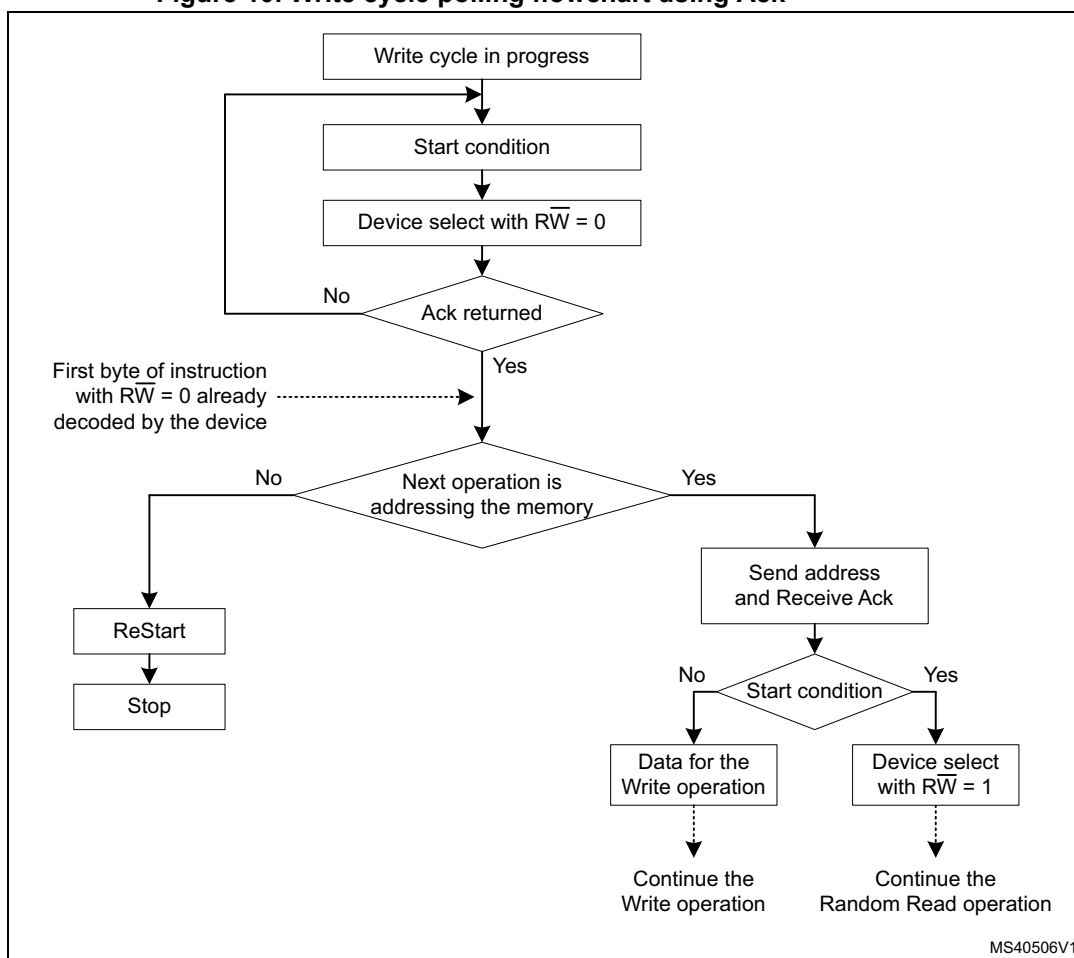 Figure 10. Write cycle polling flowchart using Ack
Write cycle in progress
Start condition
Device select with RW̅ = 0
No
Ack returned
Yes
First byte of instruction
with RW̅ = 0 already
decoded by the device
No
Next operation is
addressing the memory
Yes
Send address
and Receive Ack
ReStart
No
Start condition
Yes
Stop
Data for the
Write operation
Device select
with RW̅ = 1
Continue the
Write operation
Continue the
Random Read operation
MS40506V1